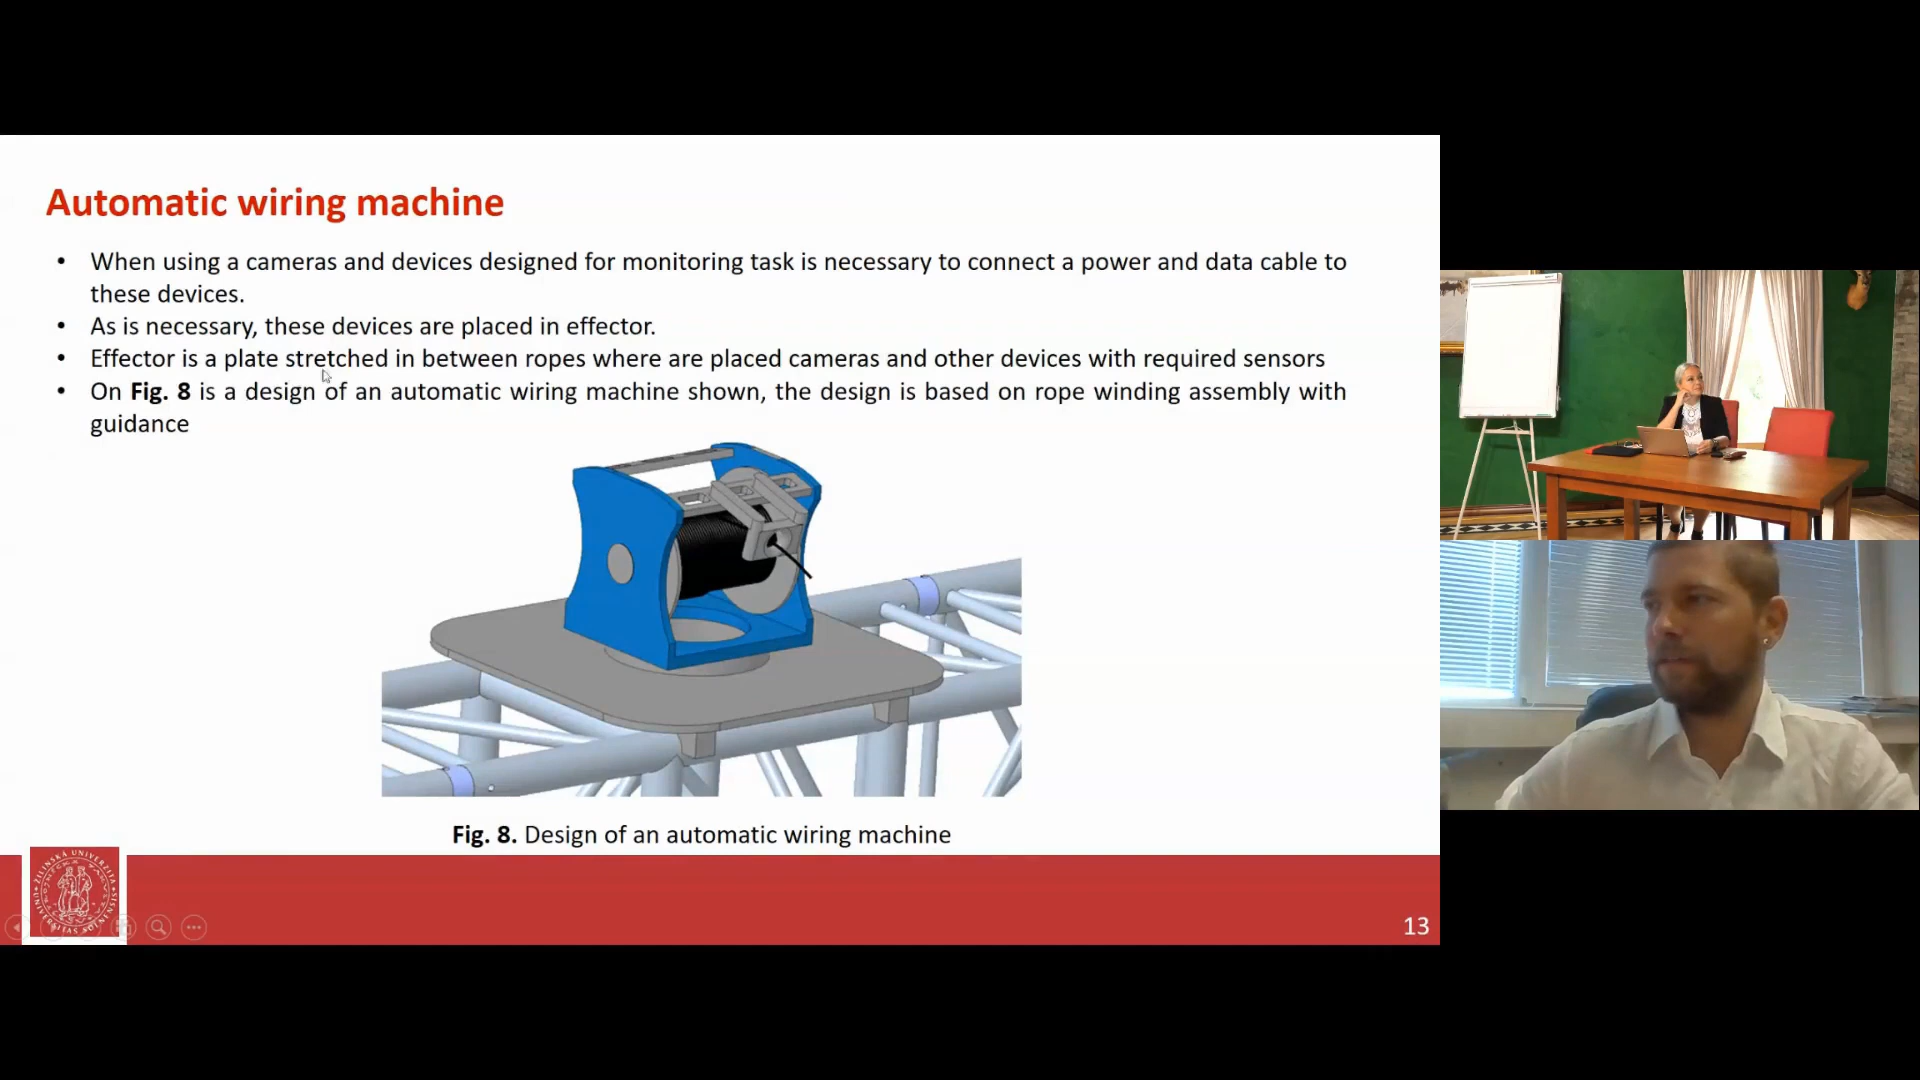 Automatic wiring machine
• When using a cameras and devices designed for monitoring task is necessary to connect a power and data cable to
these devices.
• As is necessary, these devices are placed in effector.
• Effector is a plate stretched in between ropes where are placed cameras and other devices with required sensors
• On Fig. 8 is a design of an automatic wiring machine shown, the design is based on rope winding assembly with
guidance
Fig. 8. Design of an automatic wiring machine
ŽILINSKÁ UNIVERZITA
13